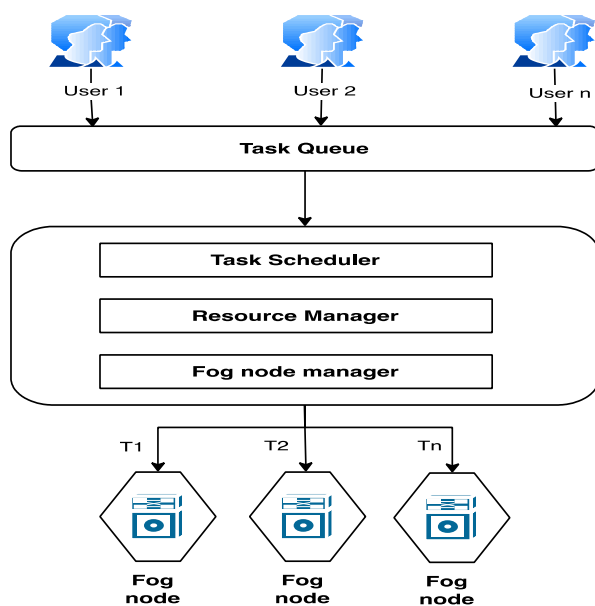 User 1
User 2
User n
Task Queue
Task Scheduler
Resource Manager
Fog node manager
T1
T2
Tn
Fog
node
Fog
node
Fog
node